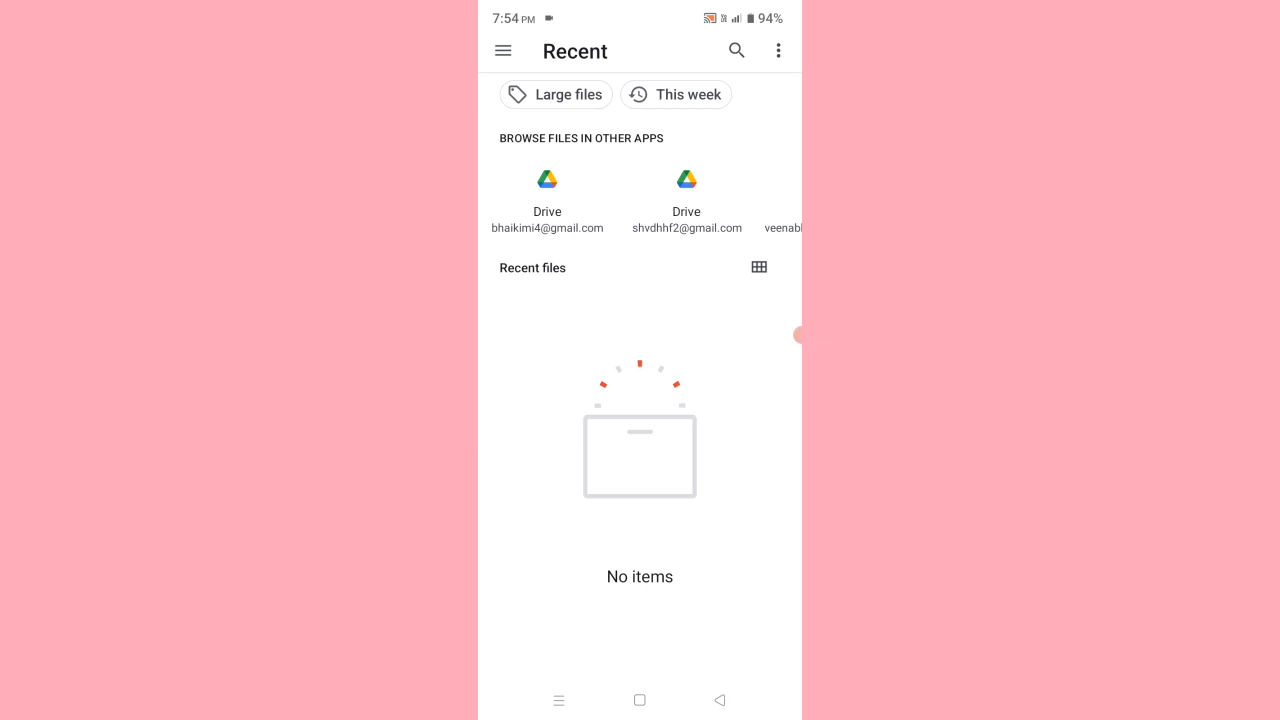 7:54 PM 94%
Recent
Large files This week
BROWSE FILES IN OTHER APPS
Drive Drive
bhaikimi4@gmail.com shvdhhf2@gmail.com
Recent files
No items